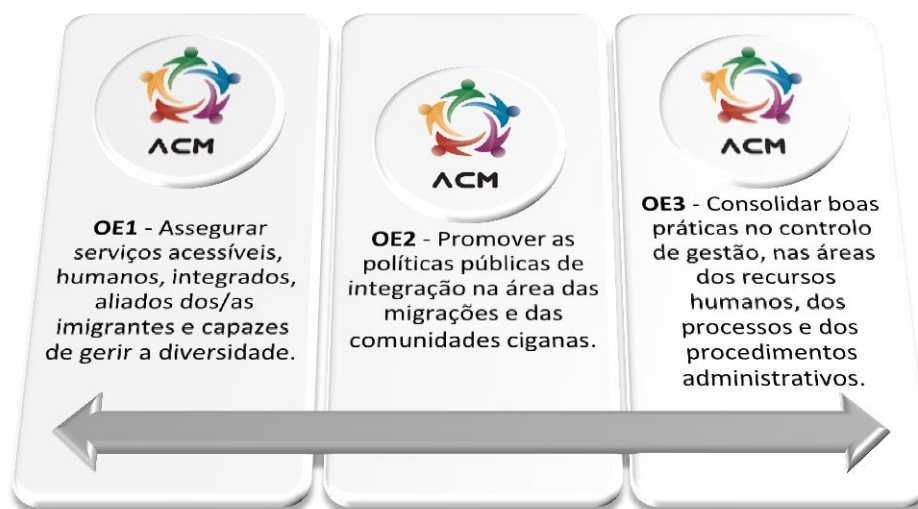 ACM
OE1 - Assegurar
serviços acessíveis,
humanos, integrados,
aliados dos/as
imigrantes e capazes
de gerir a diversidade.
ACM
OE2 - Promover as
políticas públicas de
integração na área das
migrações e das
comunidades ciganas.
ACM
OE3 - Consolidar boas
práticas no controlo
de gestão, nas áreas
dos recursos
humanos, dos
processos e dos
procedimentos
administrativos.